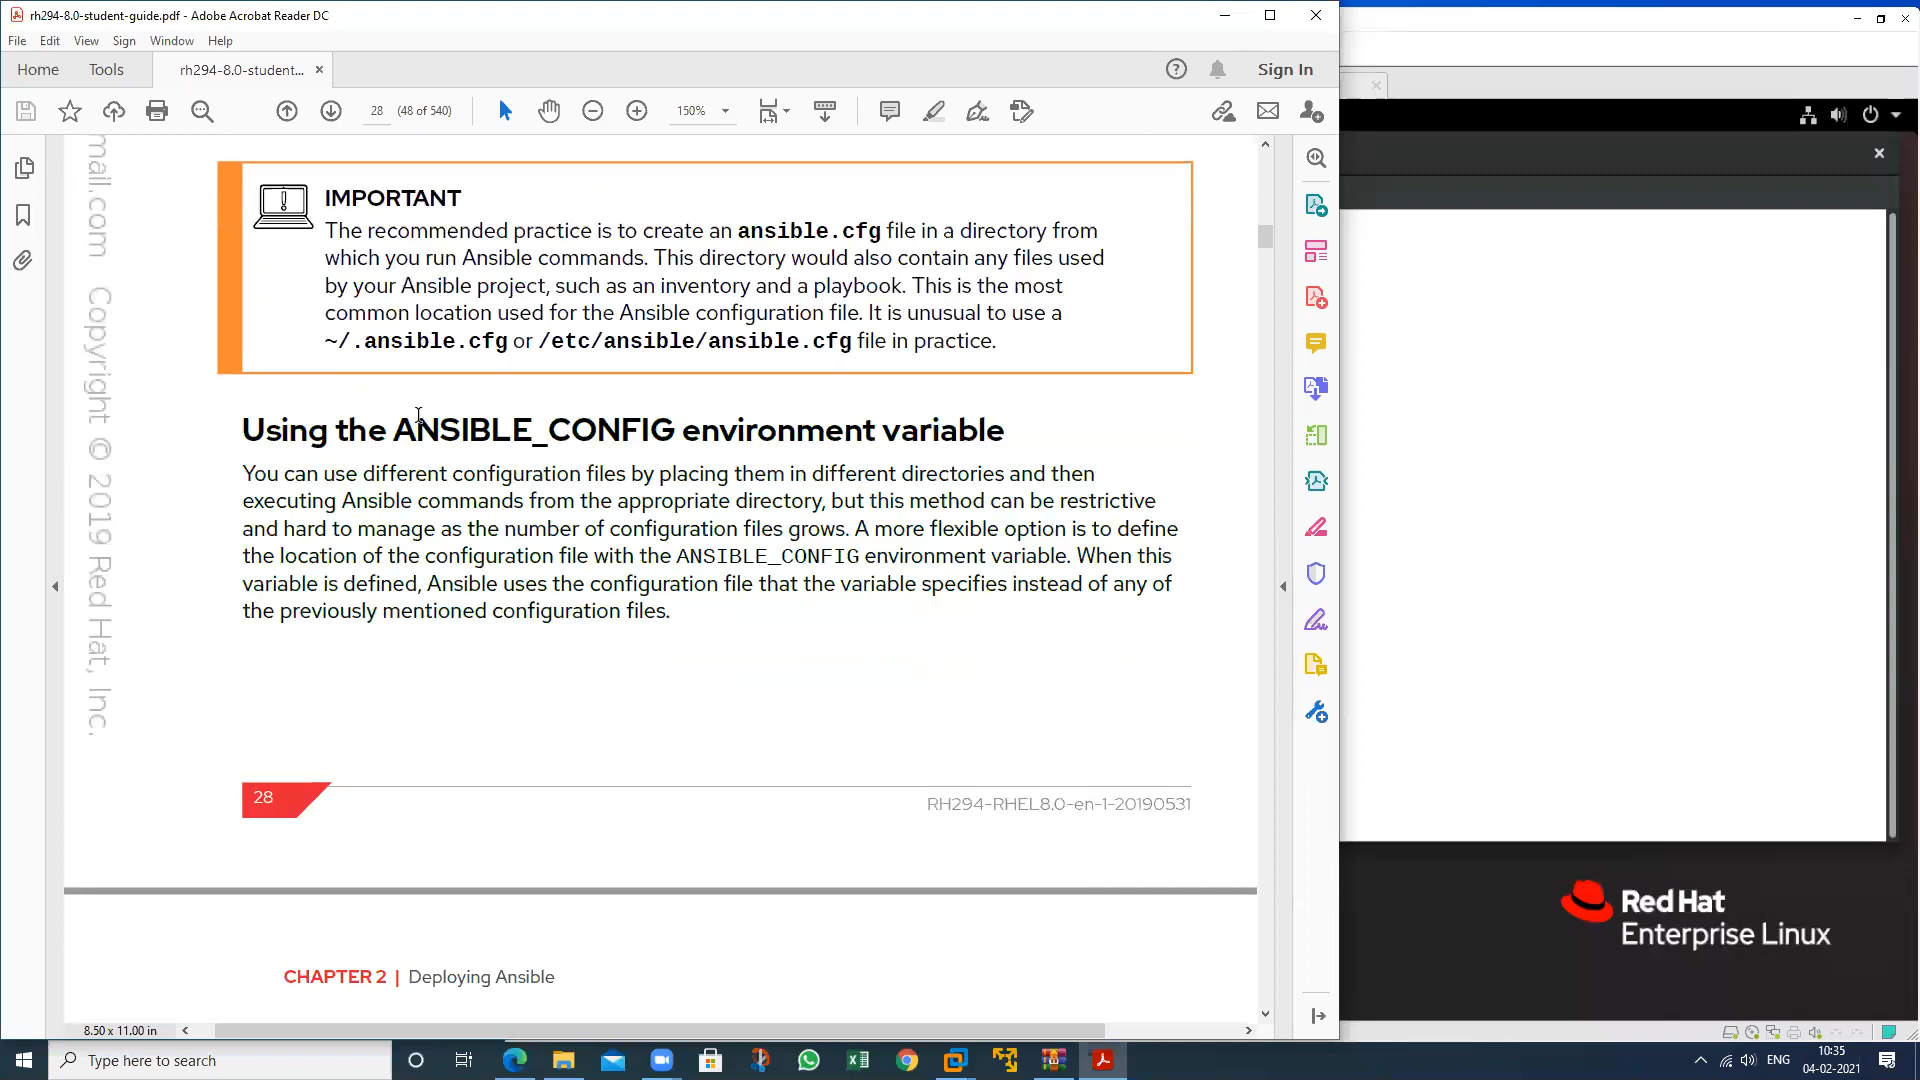 rh294-8.0-student-guide.pdf - Adobe Acrobat Reader DC
File Edit View Sign Window Help
Home Tools rh294-8.0-student... × Sign In
28 (48 of 540) 150%
mail.com Copyright © 2019 Red Hat, Inc.
IMPORTANT
The recommended practice is to create an ansible.cfg file in a directory from
which you run Ansible commands. This directory would also contain any files used
by your Ansible project, such as an inventory and a playbook. This is the most
common location used for the Ansible configuration file. It is unusual to use a
~/.ansible.cfg or /etc/ansible/ansible.cfg file in practice.
Using the ANSIBLE_CONFIG environment variable
You can use different configuration files by placing them in different directories and then
executing Ansible commands from the appropriate directory, but this method can be restrictive
and hard to manage as the number of configuration files grows. A more flexible option is to define
the location of the configuration file with the ANSIBLE_CONFIG environment variable. When this
variable is defined, Ansible uses the configuration file that the variable specifies instead of any of
the previously mentioned configuration files.
28
RH294-RHEL8.0-en-1-20190531
CHAPTER 2 | Deploying Ansible
8.50 x 11.00 in
Red Hat
Enterprise Linux
Type here to search
ENG
10:35
04-02-2021